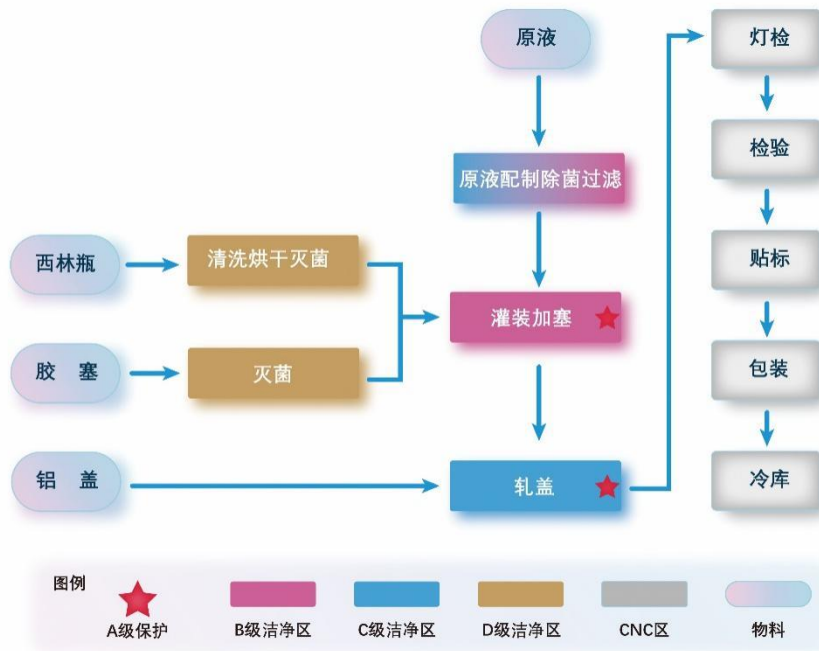 原液
灯检
原液配制除菌过滤
检验
西林瓶
清洗烘干灭菌
贴标
灌装加塞
胶 塞
灭菌
包装
铝 盖
轧盖
冷库
图例
A级保护
B级洁净区
C级洁净区
D级洁净区
CNC区
物料